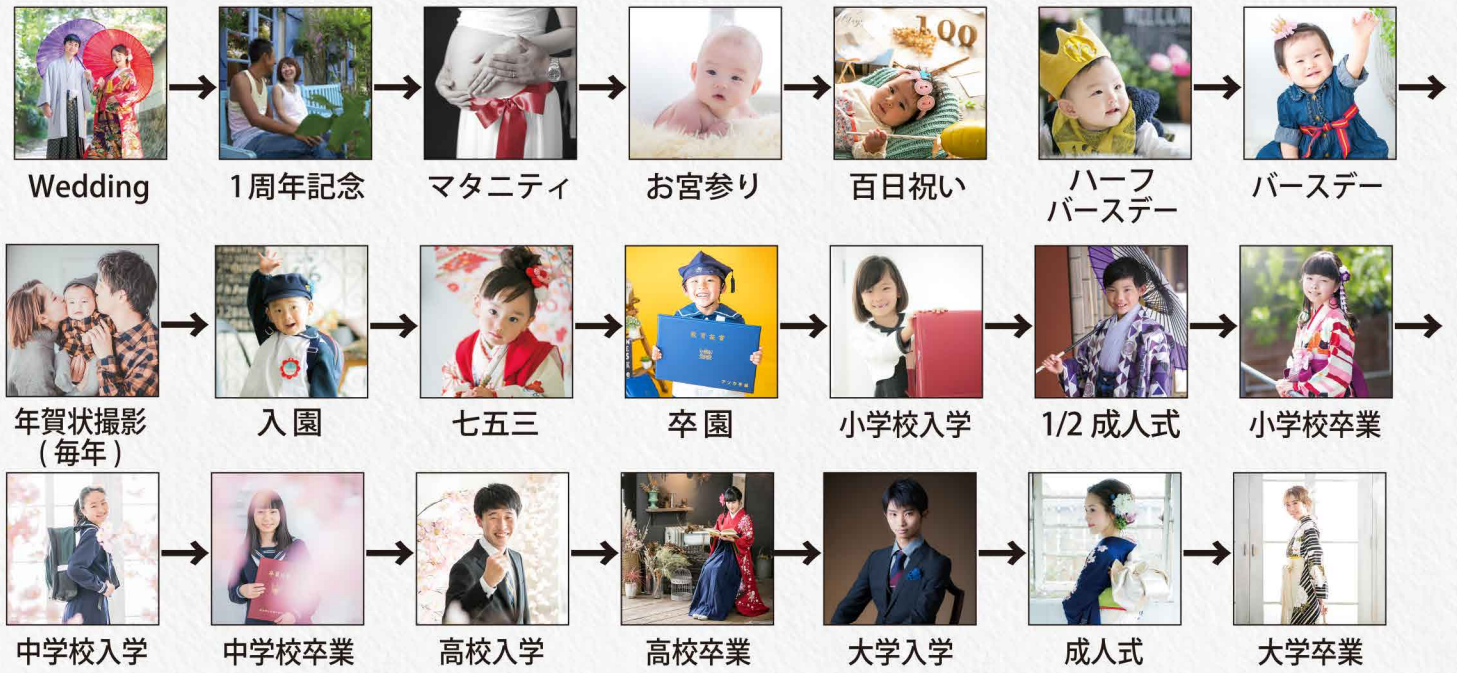 100
Wedding
1周年記念
マタニティ
お宮参り
百日祝い
ハーフ
バースデー
バースデー
年賀状撮影
(毎年)
入園
七五三
卒園
小学校入学
1/2 成人式
小学校卒業
中学校入学
中学校卒業
高校入学
高校卒業
大学入学
成人式
大学卒業